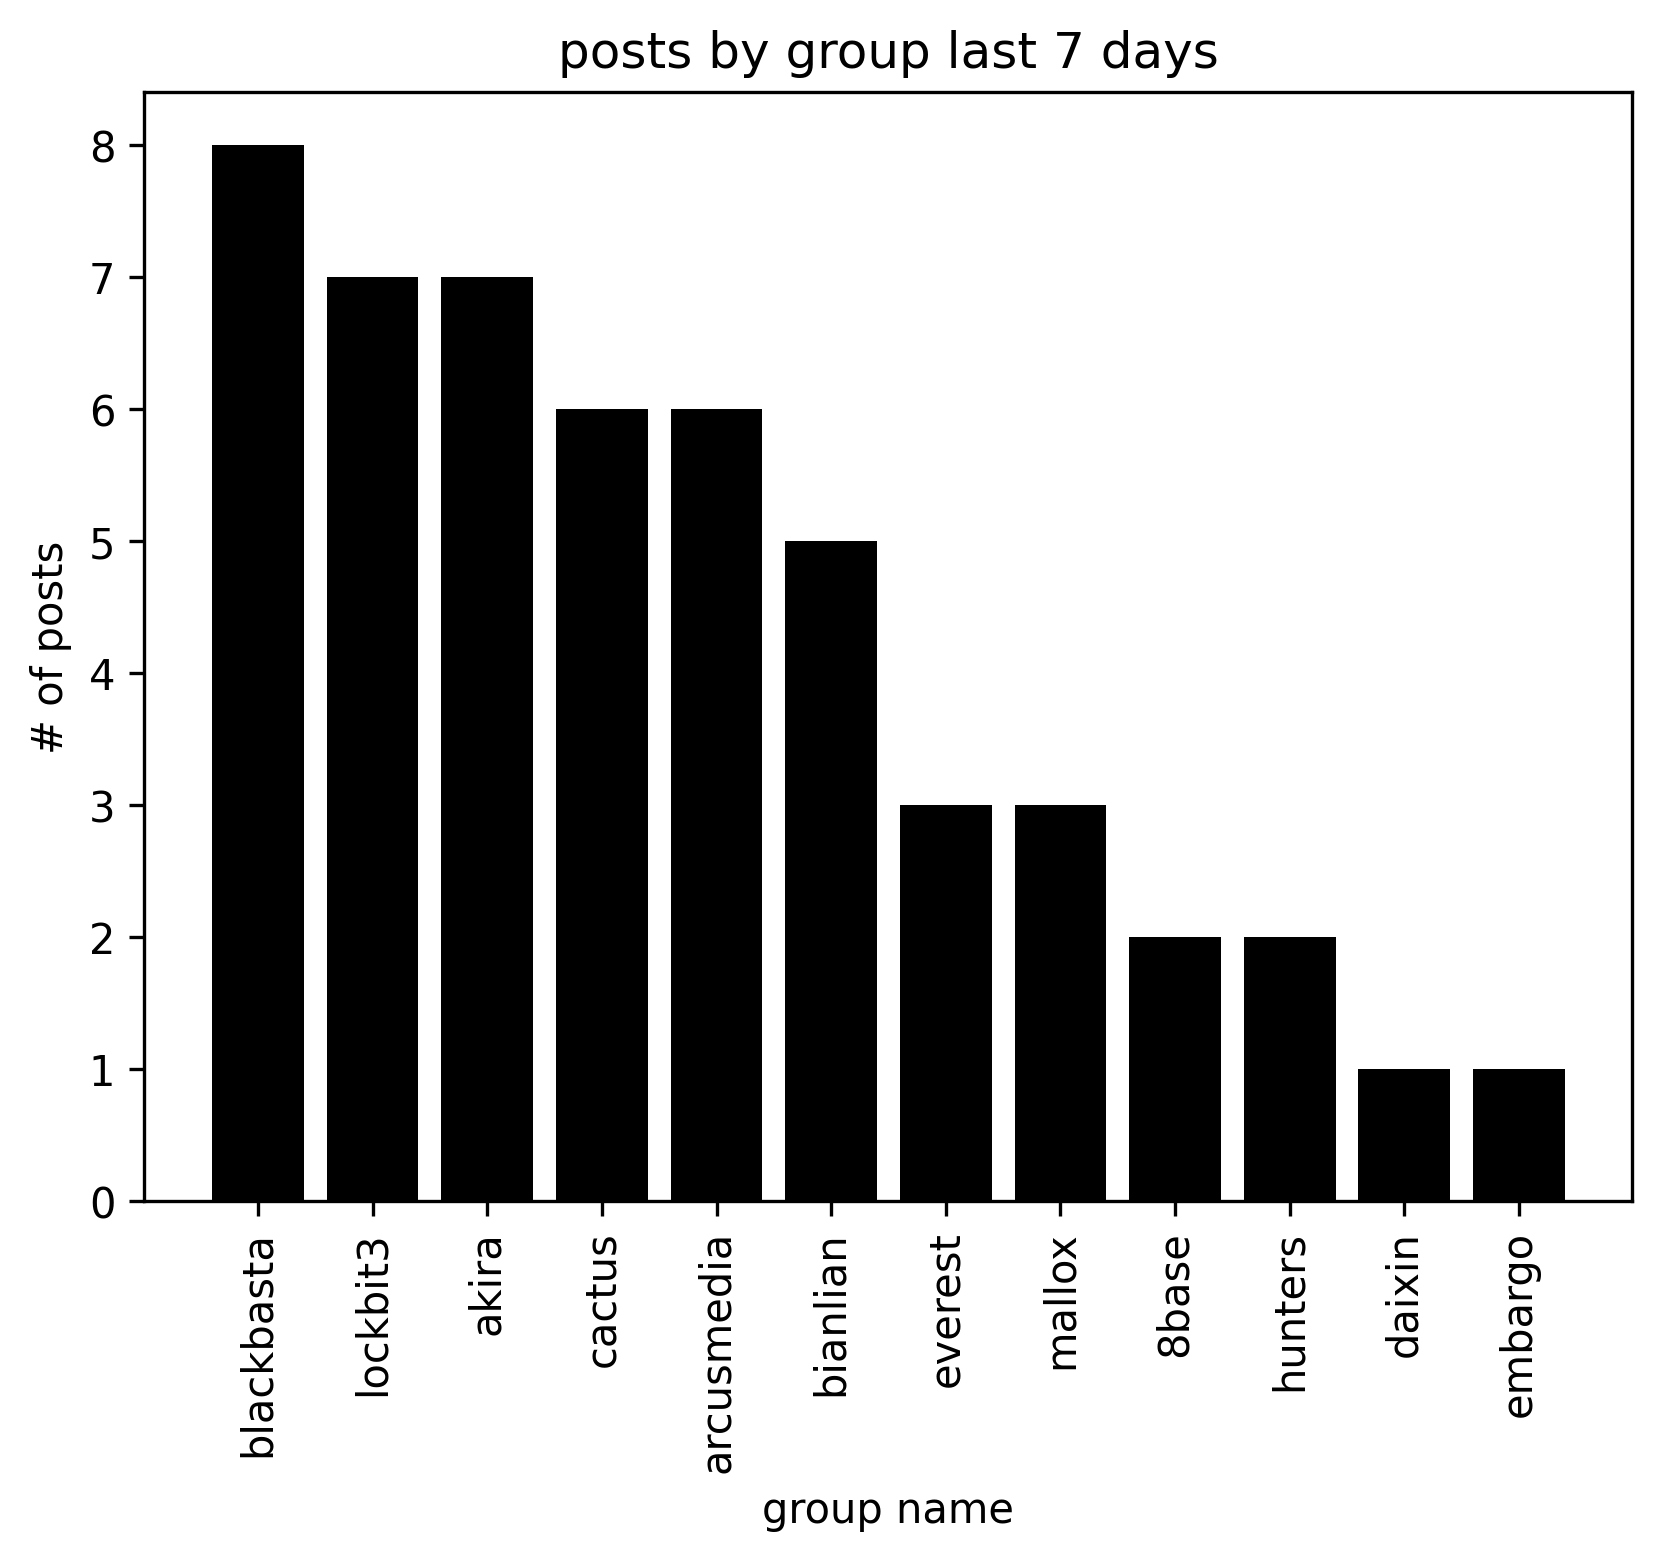 posts by group last 7 days
8
7
6
5
4
3
2
1
0
# of posts
blackbasta
lockbit3
akira
cactus
arcusmedia
bianlian
everest
mallox
8base
hunters
daixin
embargo
group name